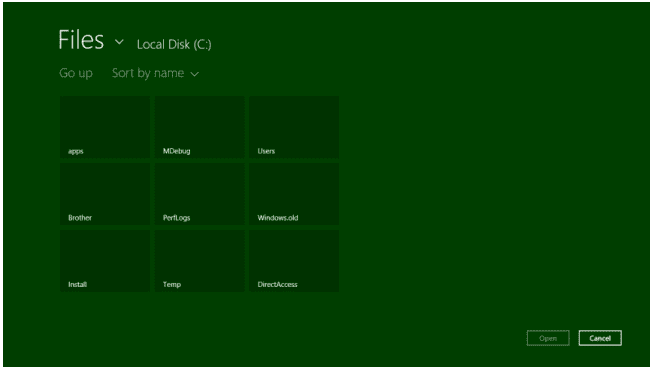 Files Local Disk (C:)
Go up Sort by name
apps MDebug Users
Brother PerfLogs Windows.old
Install Temp DirectAccess
Open Cancel